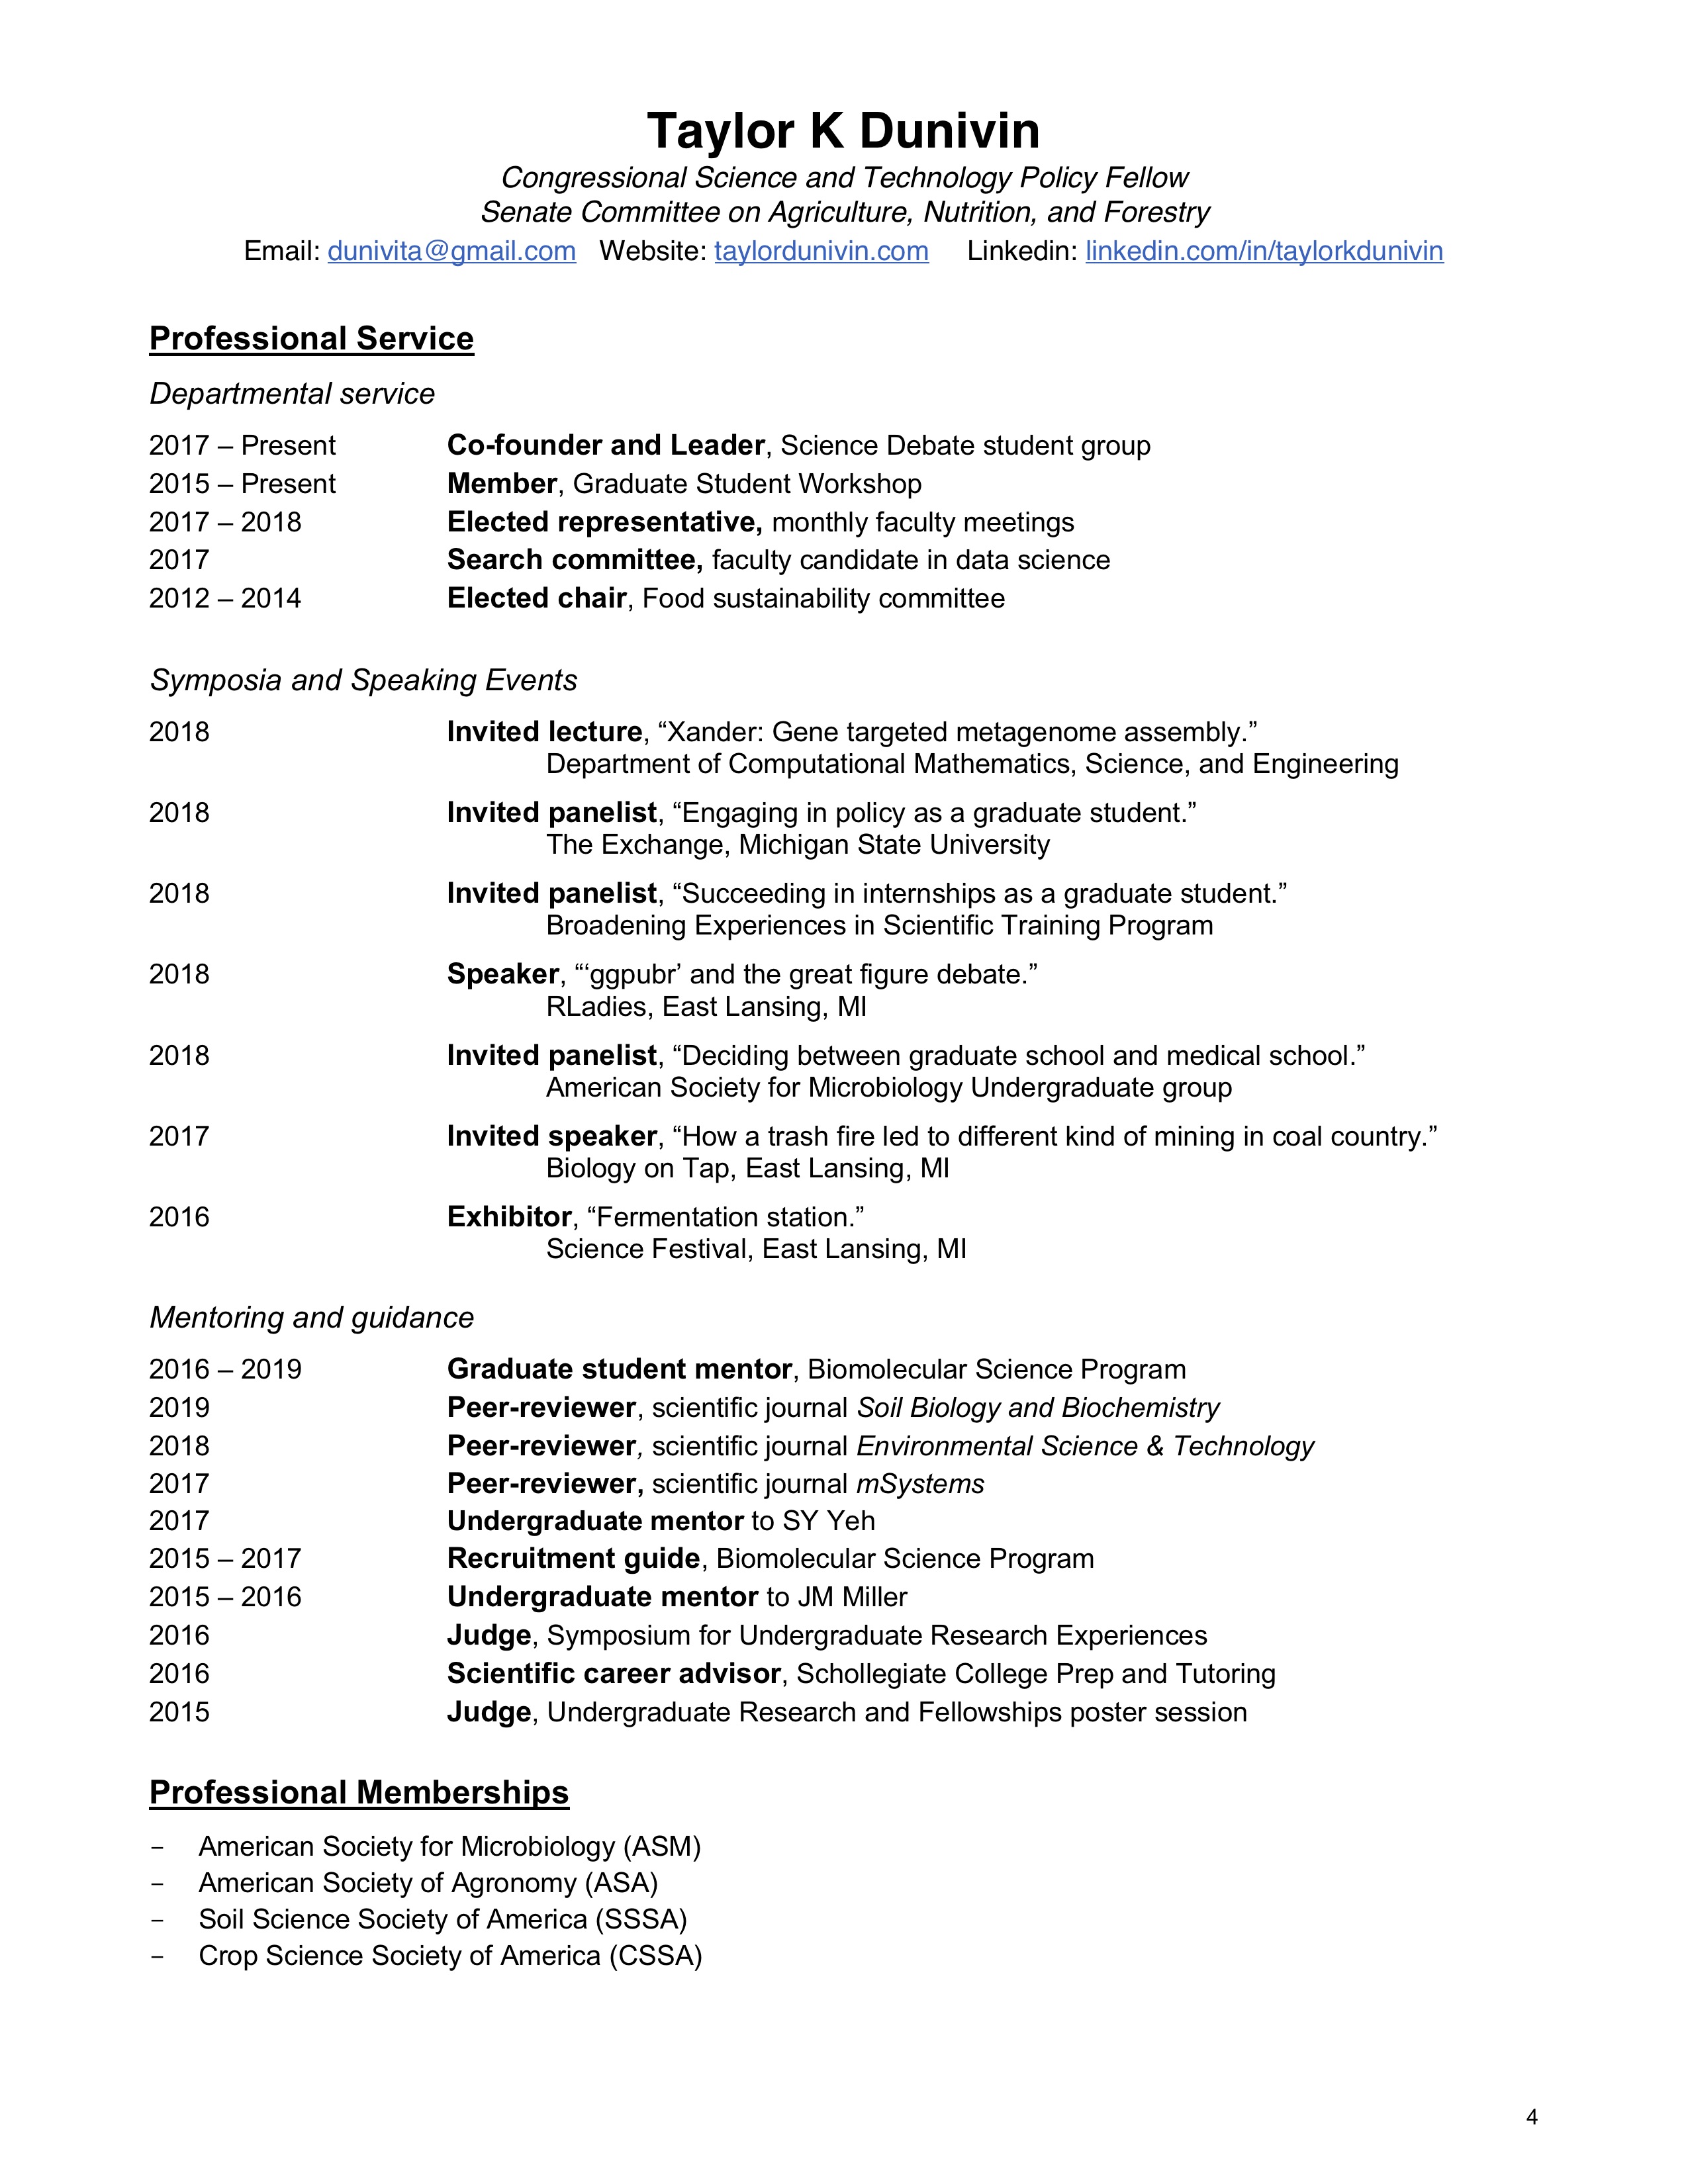 Taylor K Dunivin
Congressional Science and Technology Policy Fellow
Senate Committee on Agriculture, Nutrition, and Forestry
Email: dunivita@gmail.com Website: taylordunivin.com Linkedin: linkedin.com/in/taylorkdunivin
Professional Service
Departmental service
2017 – Present Co-founder and Leader, Science Debate student group
2015 – Present Member, Graduate Student Workshop
2017 – 2018 Elected representative, monthly faculty meetings
2017 Search committee, faculty candidate in data science
2012 – 2014 Elected chair, Food sustainability committee
Symposia and Speaking Events
2018 Invited lecture, “Xander: Gene targeted metagenome assembly.”
Department of Computational Mathematics, Science, and Engineering
2018 Invited panelist, “Engaging in policy as a graduate student.”
The Exchange, Michigan State University
2018 Invited panelist, “Succeeding in internships as a graduate student.”
Broadening Experiences in Scientific Training Program
2018 Speaker, “‘ggpubr’ and the great figure debate.”
RLadies, East Lansing, MI
2018 Invited panelist, “Deciding between graduate school and medical school.”
American Society for Microbiology Undergraduate group
2017 Invited speaker, “How a trash fire led to different kind of mining in coal country.”
Biology on Tap, East Lansing, MI
2016 Exhibitor, “Fermentation station.”
Science Festival, East Lansing, MI
Mentoring and guidance
2016 – 2019 Graduate student mentor, Biomolecular Science Program
2019 Peer-reviewer, scientific journal Soil Biology and Biochemistry
2018 Peer-reviewer, scientific journal Environmental Science & Technology
2017 Peer-reviewer, scientific journal mSystems
2017 Undergraduate mentor to SY Yeh
2015 – 2017 Recruitment guide, Biomolecular Science Program
2015 – 2016 Undergraduate mentor to JM Miller
2016 Judge, Symposium for Undergraduate Research Experiences
2016 Scientific career advisor, Schollegiate College Prep and Tutoring
2015 Judge, Undergraduate Research and Fellowships poster session
Professional Memberships
- American Society for Microbiology (ASM)
- American Society of Agronomy (ASA)
- Soil Science Society of America (SSSA)
- Crop Science Society of America (CSSA)
4